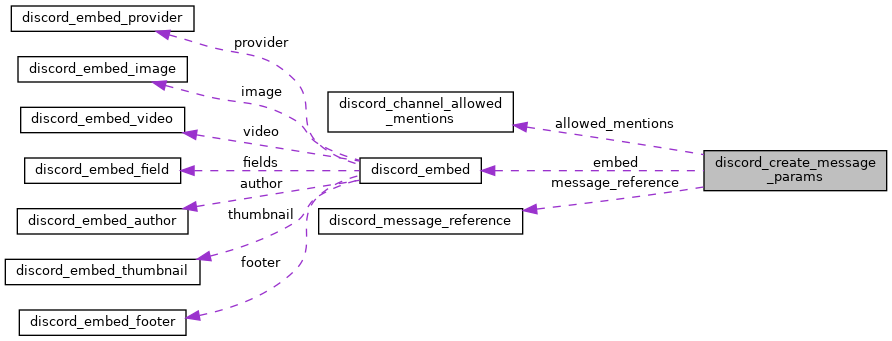 discord_embed_provider
provider
discord_embed_image
image
discord_embed_video
video
discord_channel_allowed
_mentions
allowed_mentions
discord_embed_field
fields
discord_embed
embed
discord_create_message
_params
author
message_reference
discord_embed_author
thumbnail
discord_message_reference
discord_embed_thumbnail
footer
discord_embed_footer